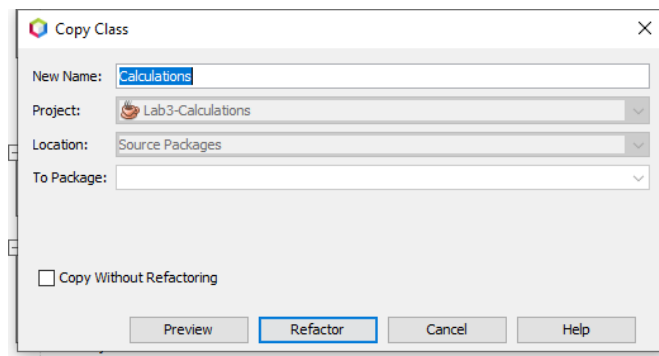 Copy Class
New Name: Calculations
Project: Lab3-Calculations
Location: Source Packages
To Package:
Copy Without Refactoring
Preview Refactor Cancel Help